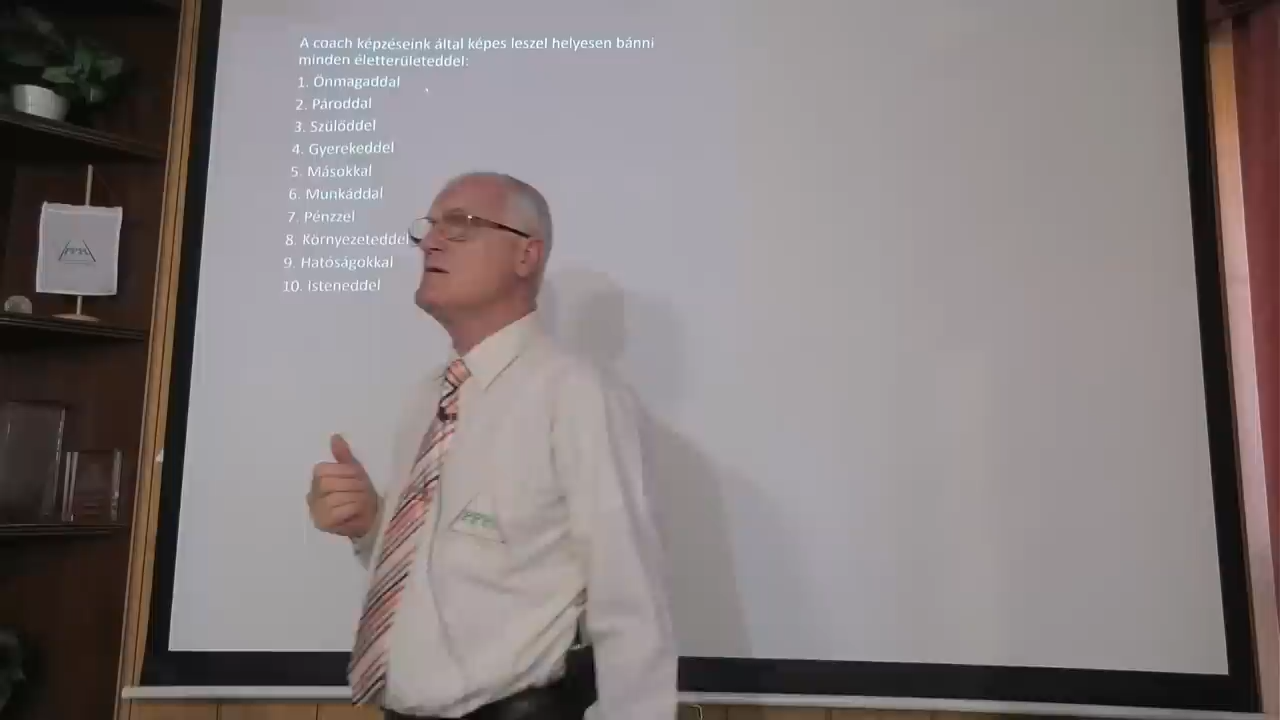 A coach képzéseink által képes leszel helyesen bánni
minden életterületeddel:
1. Önmagaddal
2. Pároddal
3. Szülőddel
4. Gyerekeddel
5. Másokkal
6. Munkáddal
7. Pénzzel
8. Környezeteddel
9. Hatóságokkal
10. Isteneddel